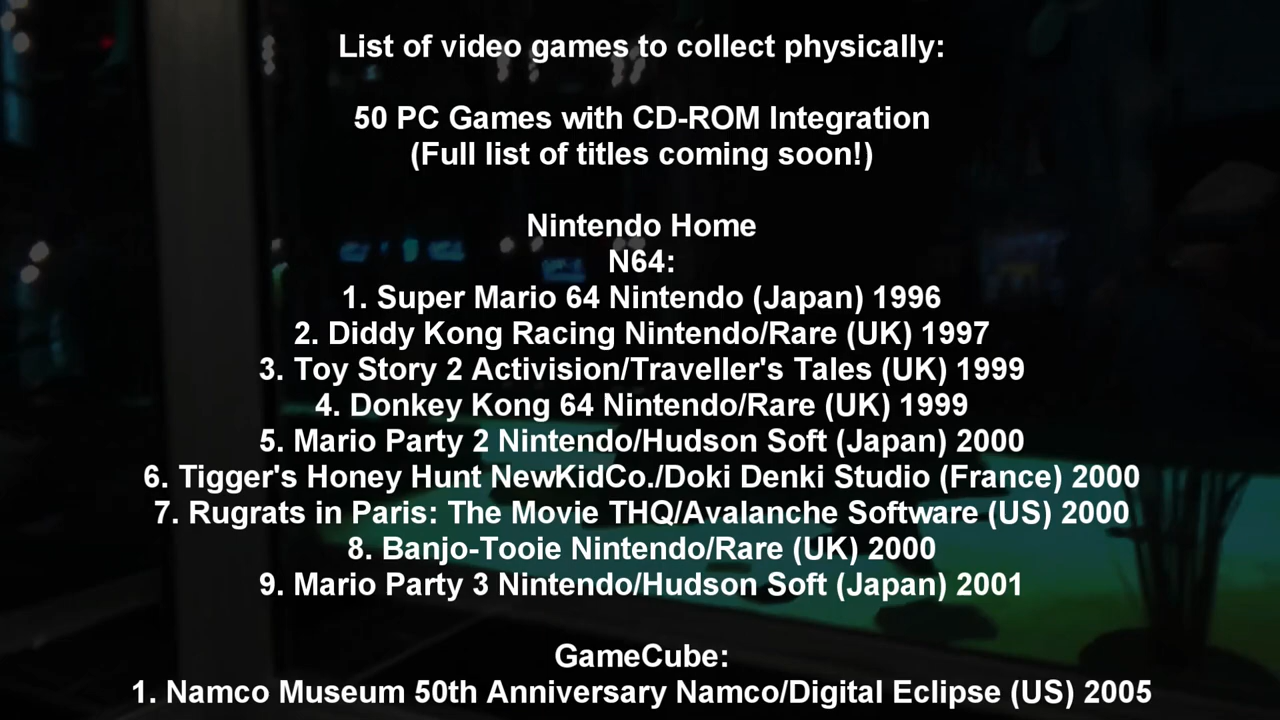 List of video games to collect physically:
50 PC Games with CD-ROM Integration
(Full list of titles coming soon!)
Nintendo Home
N64:
1. Super Mario 64 Nintendo (Japan) 1996
2. Diddy Kong Racing Nintendo/Rare (UK) 1997
3. Toy Story 2 Activision/Traveller's Tales (UK) 1999
4. Donkey Kong 64 Nintendo/Rare (UK) 1999
5. Mario Party 2 Nintendo/Hudson Soft (Japan) 2000
6. Tigger's Honey Hunt NewKidCo./Doki Denki Studio (France) 2000
7. Rugrats in Paris: The Movie THQ/Avalanche Software (US) 2000
8. Banjo-Tooie Nintendo/Rare (UK) 2000
9. Mario Party 3 Nintendo/Hudson Soft (Japan) 2001
GameCube:
1. Namco Museum 50th Anniversary Namco/Digital Eclipse (US) 2005